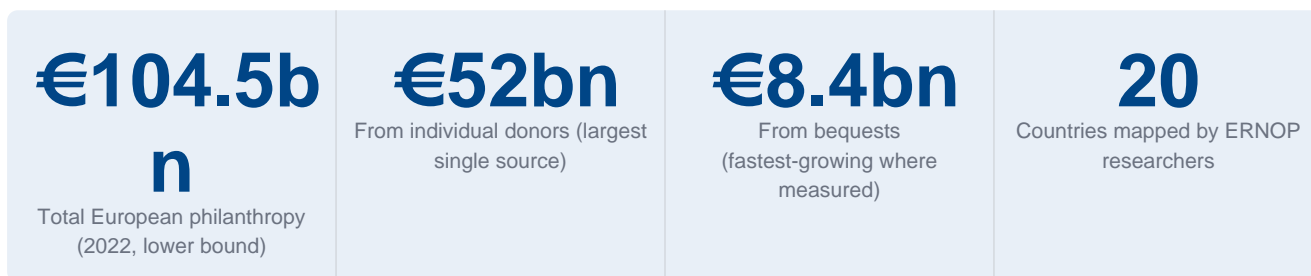 €104.5b
n
Total European philanthropy
(2022, lower bound)
€52bn
From individual donors (largest
single source)
€8.4bn
From bequests
(fastest-growing where
measured)
20
Countries mapped by ERNOP
researchers